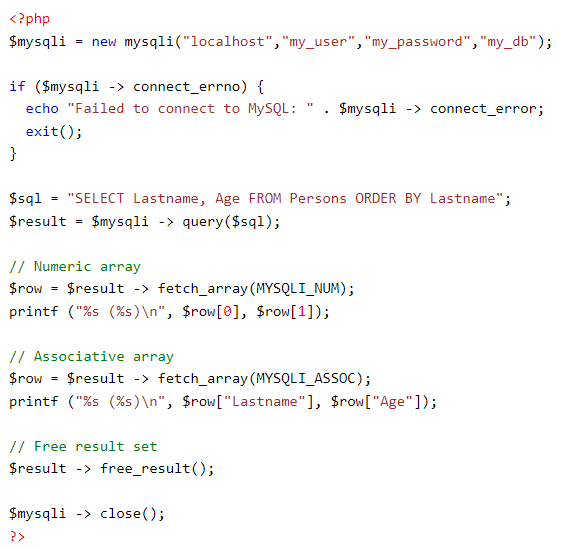 <?php
$mysqli = new mysqli("localhost","my_user","my_password","my_db");

if ($mysqli -> connect_errno) {
  echo "Failed to connect to MySQL: " . $mysqli -> connect_error;
  exit();
}

$sql = "SELECT Lastname, Age FROM Persons ORDER BY Lastname";
$result = $mysqli -> query($sql);

// Numeric array
$row = $result -> fetch_array(MYSQLI_NUM);
printf ("%s (%s)\n", $row[0], $row[1]);

// Associative array
$row = $result -> fetch_array(MYSQLI_ASSOC);
printf ("%s (%s)\n", $row["Lastname"], $row["Age"]);

// Free result set
$result -> free_result();

$mysqli -> close();
?>